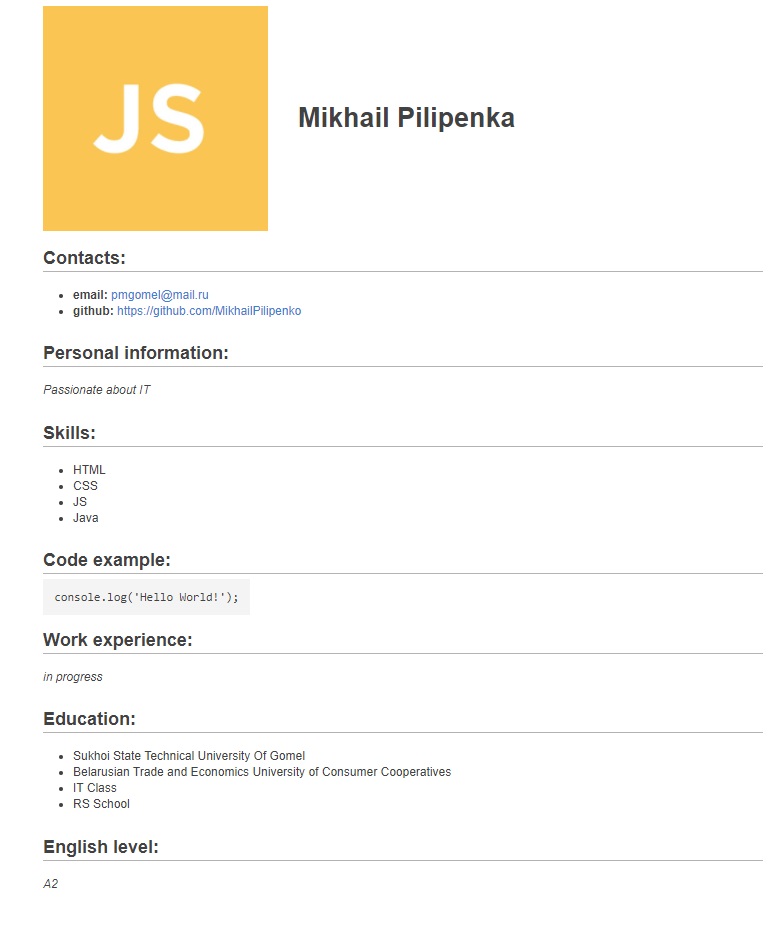 JS
Mikhail Pilipenka
Contacts:
email: pmgomel@mail.ru
github: https://github.com/MikhailPilipenko
Personal information:
Passionate about IT
Skills:
HTML
CSS
JS
Java
Code example:
console.log('Hello World!');
Work experience:
in progress
Education:
Sukhoi State Technical University Of Gomel
Belarusian Trade and Economics University of Consumer Cooperatives
IT Class
RS School
English level:
A2